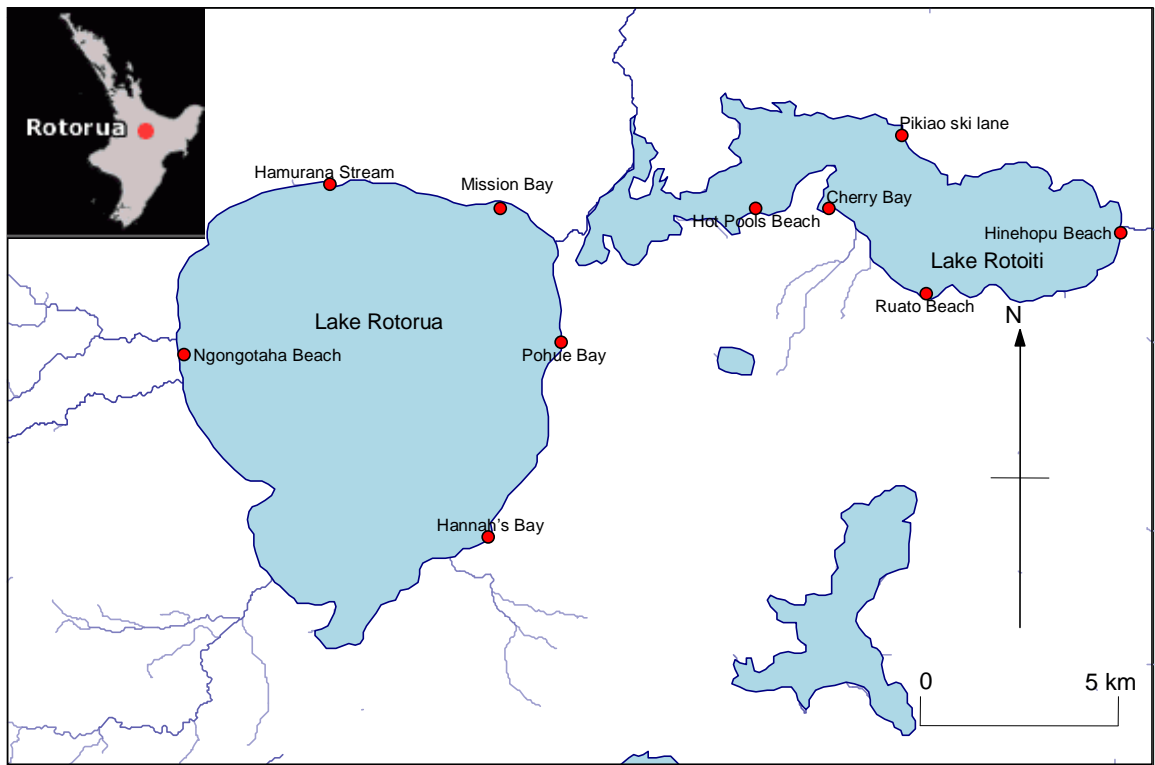 Rotorua
Pikiao ski lane
Hamurana Stream
Mission Bay
Cherry Bay
Hot Pools Beach
Hinehopu Beach
Lake Rotoiti
Ruato Beach
N
Lake Rotorua
Ngongotaha Beach
Pohue Bay
Hannah's Bay
0
5 km